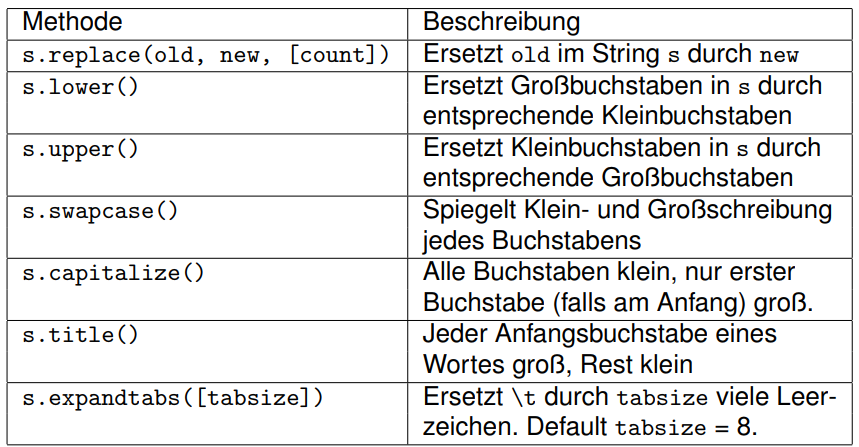 Methode Beschreibung
s.replace(old, new, [count]) Ersetzt old im String s durch new
s.lower() Ersetzt Großbuchstaben in s durch
entsprechende Kleinbuchstaben
s.upper() Ersetzt Kleinbuchstaben in s durch
entsprechende Großbuchstaben
s.swapcase() Spiegelt Klein- und Großschreibung
jedes Buchstabens
s.capitalize() Alle Buchstaben klein, nur erster
Buchstabe (falls am Anfang) groß.
s.title() Jeder Anfangsbuchstabe eines
Wortes groß, Rest klein
s.expandtabs([tabsize]) Ersetzt \t durch tabsize viele Leer-
zeichen. Default tabsize = 8.